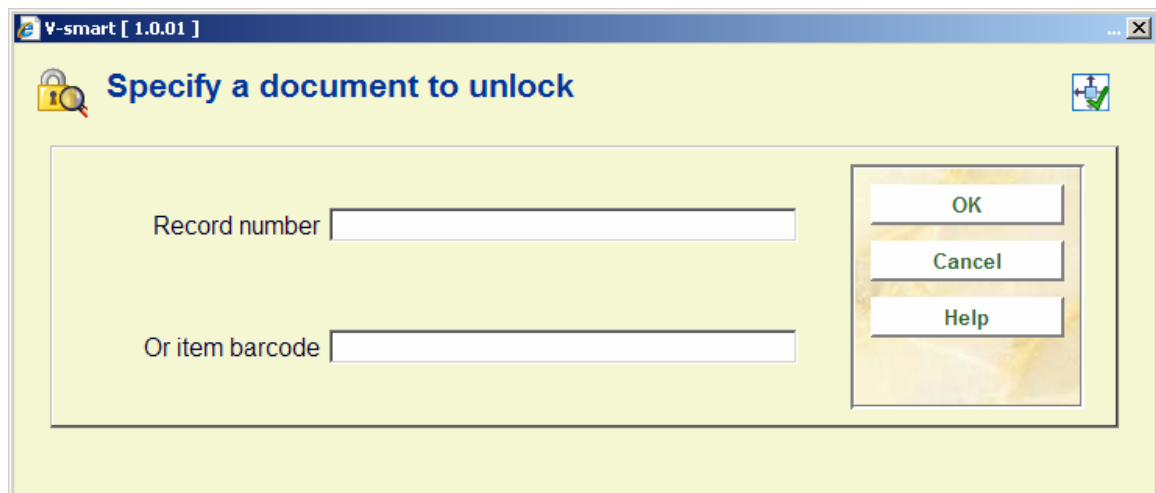 V-smart [ 1.0.01 ]
...
Specify a document to unlock
Record number
OK
Cancel
Help
Or item barcode